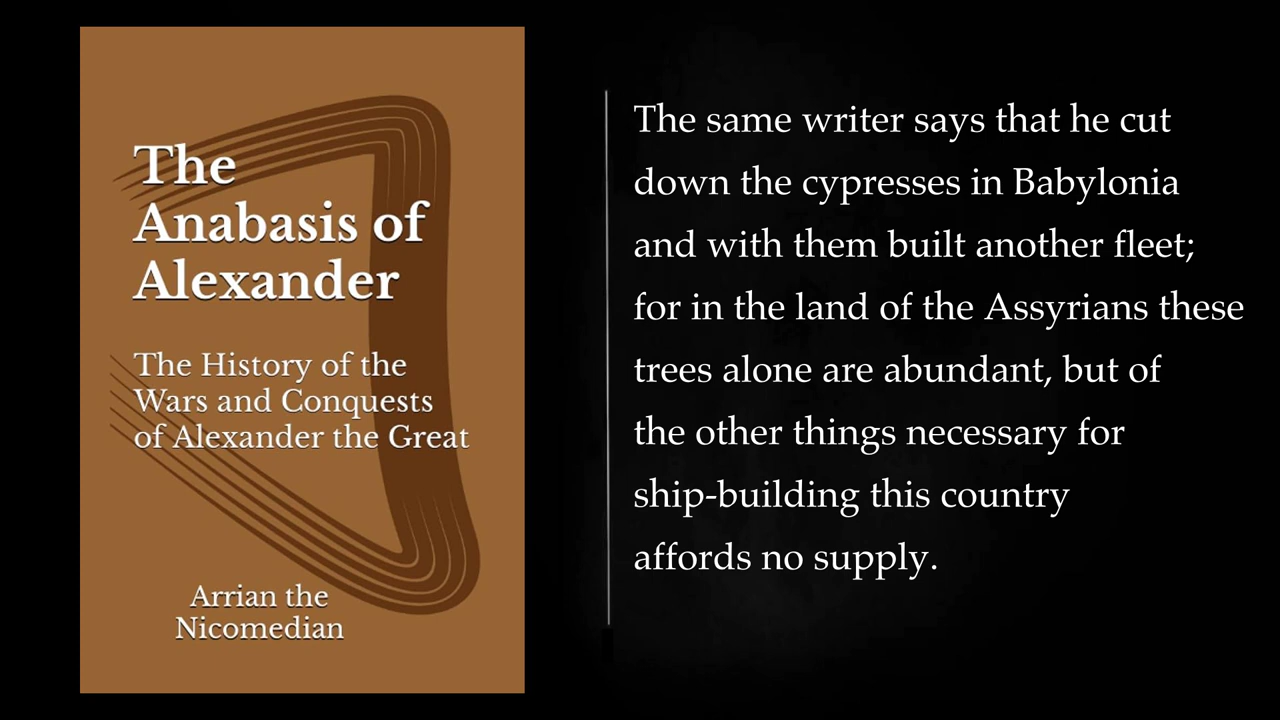 The
Anabasis of
Alexander
The History of the
Wars and Conquests
of Alexander the Great
Arrian the
Nicomedian
The same writer says that he cut
down the cypresses in Babylonia
and with them built another fleet;
for in the land of the Assyrians these
trees alone are abundant, but of
the other things necessary for
ship-building this country
affords no supply.